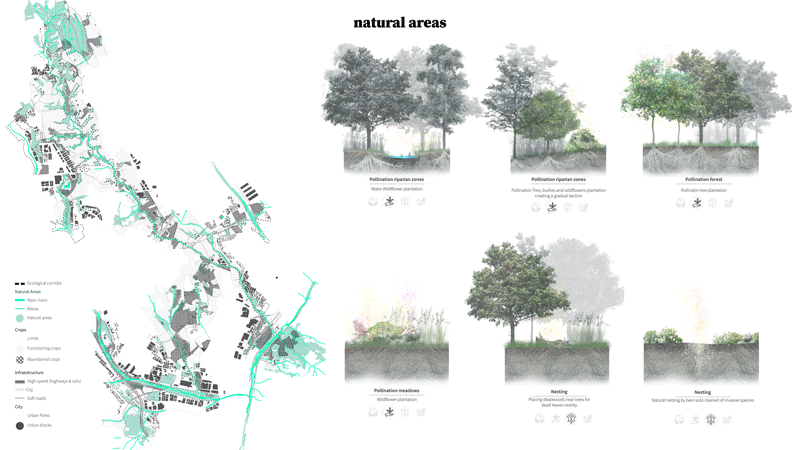 natural areas
Pollination riparian zones
Water Wildflower plantation
Pollination riparian zones
Pollination Tree, bushes and wildflowers plantation
creating a gradual section
Pollination forest
Pollinatin tree plantation
Ecological corridor
Natural Areas
Main rivers
Rieras
Natural areas
Crops
Limits
Functioning crops
Abandoned crops
Infraestructure
High speed (highways & rails)
City
Soft roads
City
Urban Parks
Urban blocks
Pollination meadows
Wildflower plantation
Nesting
Placing deadwoods near trees for
dead leaves nearby
Nesting
Natural nesting by bare soils cleaned of invasive species